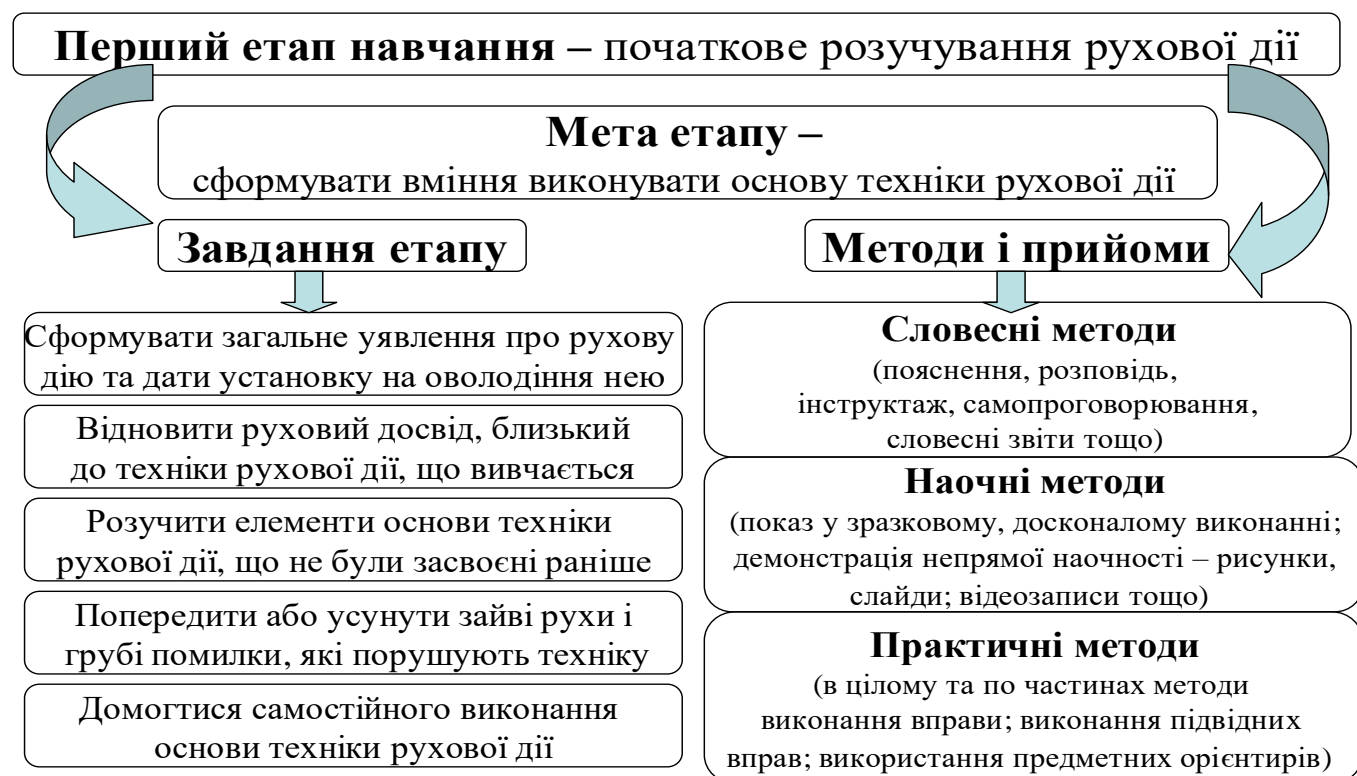 Перший етап навчання – початкове розучування рухової дії
Мета етапу –
сформувати вміння виконувати основу техніки рухової дії
Завдання етапу
Сформувати загальне уявлення про рухову
дію та дати установку на оволодіння нею
Відновити руховий досвід, близький
до техніки рухової дії, що вивчається
Розучити елементи основи техніки
рухової дії, що не були засвоєні раніше
Попередити або усунути зайві рухи і
грубі помилки, які порушують техніку
Домогтися самостійного виконання
основи техніки рухової дії
Методи і прийоми
Словесні методи
(пояснення, розповідь,
інструктаж, самопроговорювання,
словесні звіти тощо)
Наочні методи
(показ у зразковому, досконалому виконанні;
демонстрація непрямої наочності – рисунки,
слайди; відеозаписи тощо)
Практичні методи
(в цілому та по частинах методи
виконання вправи; виконання підвідних
вправ; використання предметних орієнтирів)